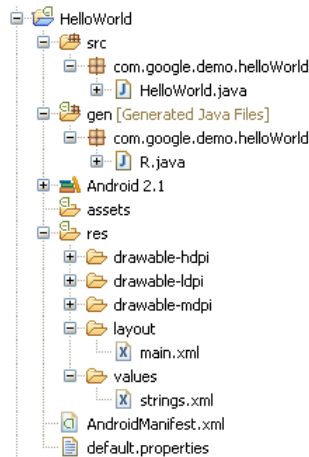 HelloWorld
src
com.google.demo.helloWorld
HelloWorld.java
gen [Generated Java Files]
com.google.demo.helloWorld
R.java
Android 2.1
assets
res
drawable-hdpi
drawable-ldpi
drawable-mdpi
layout
main.xml
values
strings.xml
AndroidManifest.xml
default.properties